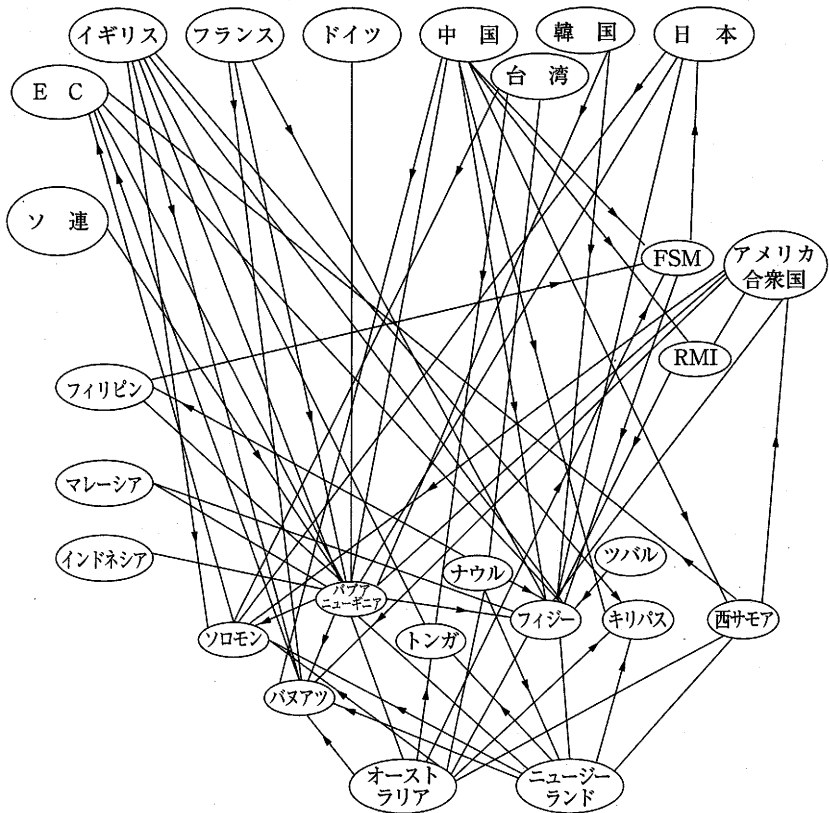 イギリス
フランス
ドイツ
中 国
韓 国
日 本
台 湾
E C
ソ 連
FSM
アメリカ
合衆国
RMI
フィリピン
マレーシア
インドネシア
ナウル
ツバル
パプア
ニューギニア
ソロモン
トンガ
フィジー
キリバス
西サモア
バヌアツ
オースト
ラリア
ニュージー
ランド